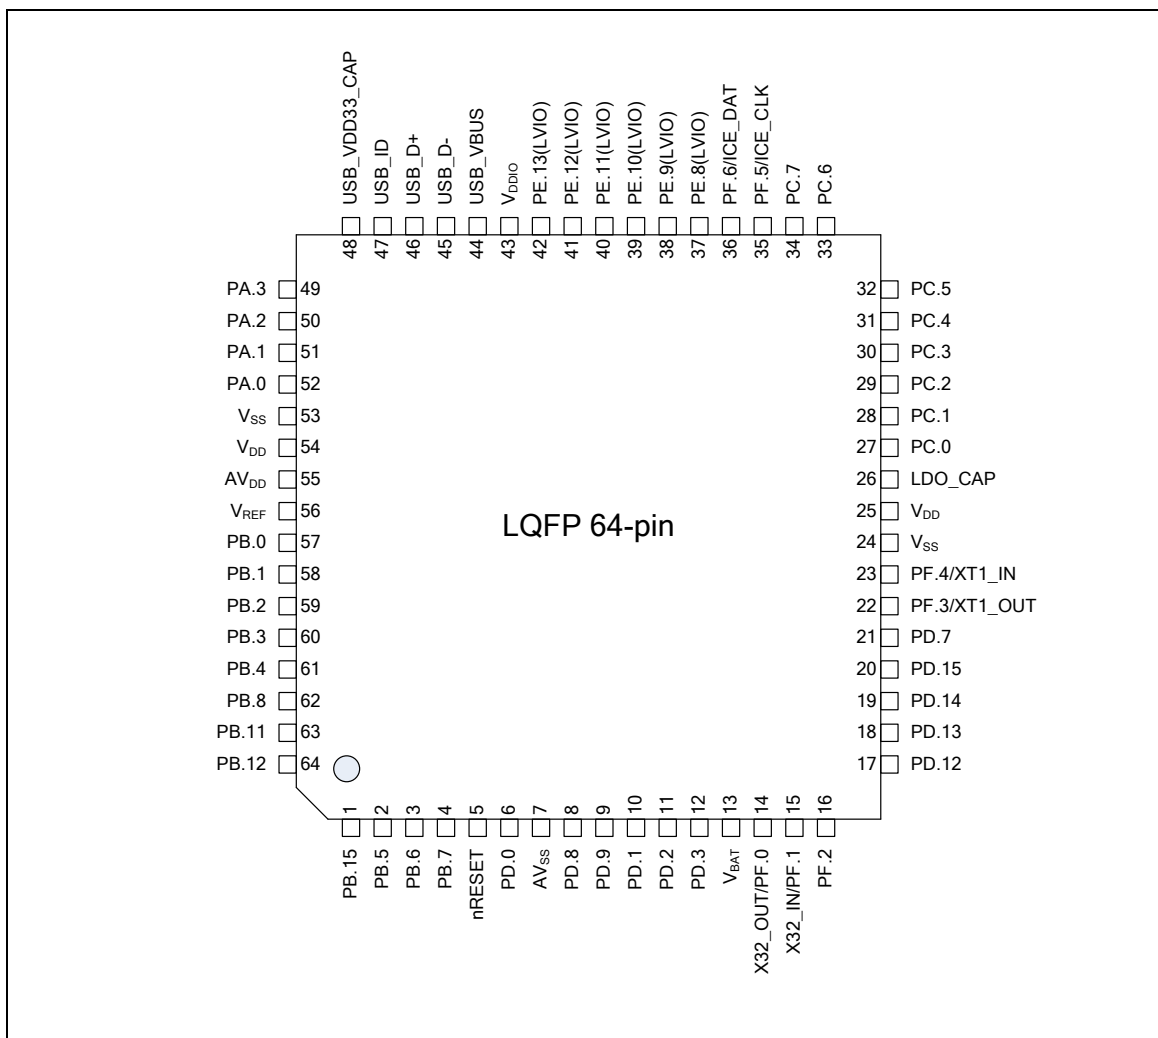 USB_VDD33_CAP
USB_ID
USB_D+
USB_D-
USB_VBUS
VDDIO
PE.13(LVIO)
PE.12(LVIO)
PE.11(LVIO)
PE.10(LVIO)
PE.9(LVIO)
PE.8(LVIO)
PF.6/ICE_DAT
PF.5/ICE_CLK
PC.7
PC.6
48
47
46
45
44
43
42
41
40
39
38
37
36
35
34
33
PA.3 49
PA.2 50
PA.1 51
PA.0 52
VSS 53
VDD 54
AVDD 55
VREF 56
PB.0 57
PB.1 58
PB.2 59
PB.3 60
PB.4 61
PB.8 62
PB.11 63
PB.12 64
LQFP 64-pin
32 PC.5
31 PC.4
30 PC.3
29 PC.2
28 PC.1
27 PC.0
26 LDO_CAP
25 VDD
24 VSS
23 PF.4/XT1_IN
22 PF.3/XT1_OUT
21 PD.7
20 PD.15
19 PD.14
18 PD.13
17 PD.12
1
2
3
4
5
6
7
8
9
10
11
12
13
14
15
16
PB.15
PB.5
PB.6
PB.7
nRESET
PD.0
AVSS
PD.8
PD.9
PD.1
PD.2
PD.3
VBAT
X32_OUT/PF.0
X32_IN/PF.1
PF.2